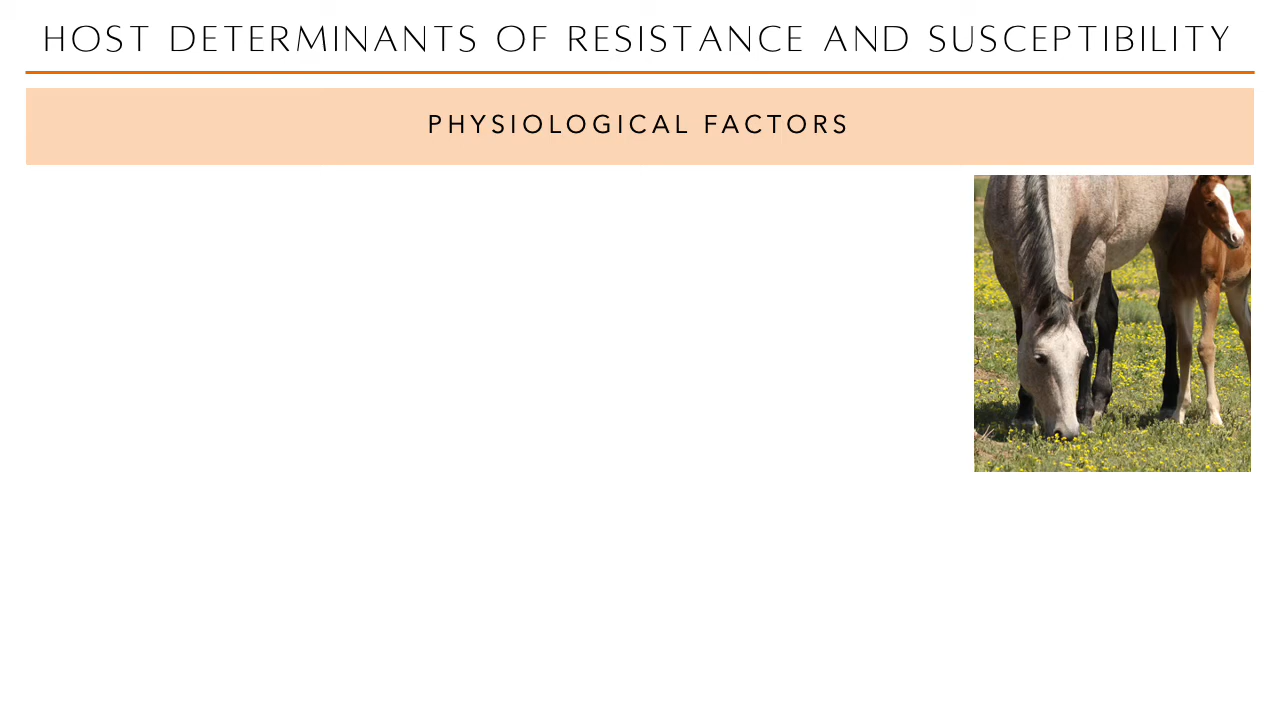 HOST DETERMINANTS OF RESISTANCE AND SUSCEPTIBILITY
PHYSIOLOGICAL FACTORS